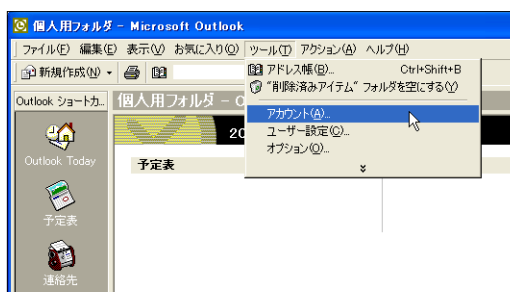 個人用フォルダ - Microsoft Outlook
ファイル(F) 編集(E) 表示(V) お気に入り(O) ツール(T) アクション(A) ヘルプ(H)
新規作成(N)
アドレス帳(B)... Ctrl+Shift+B
"削除済みアイテム" フォルダを空にする(Y)
アカウント(A)...
ユーザー設定(C)...
オプション(O)...
Outlook ショートカ...
個人用フォルダ - O
20
Outlook Today
予定表
予定表
連絡先